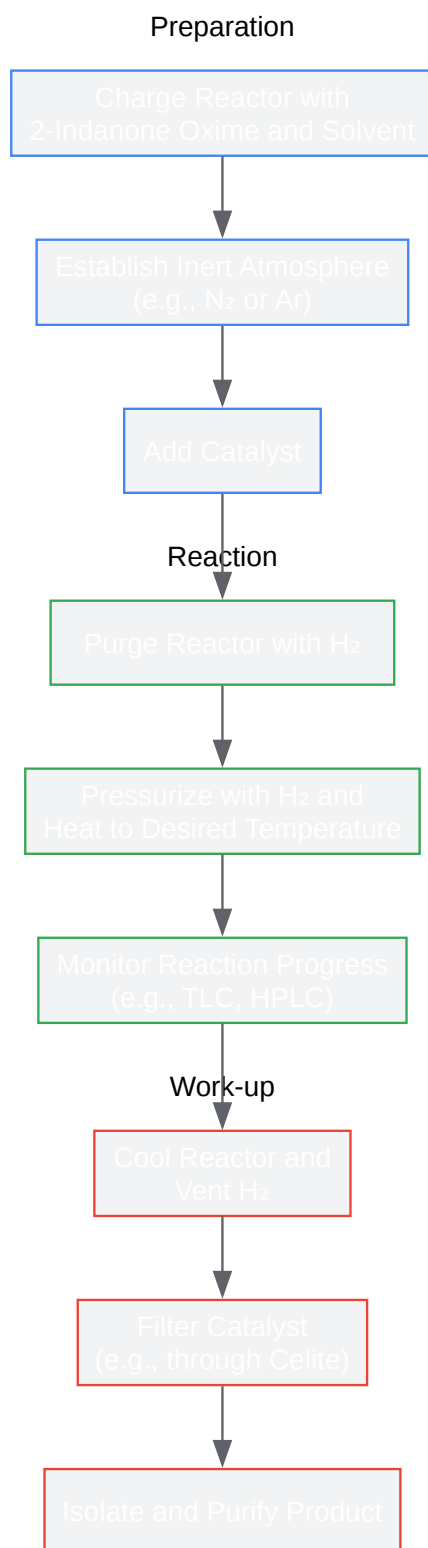 Preparation
Charge Reactor with
2-Indanone Oxime and Solvent
Establish Inert Atmosphere
(e.g., N₂ or Ar)
Add Catalyst
Reaction
Purge Reactor with H₂
Pressurize with H₂ and
Heat to Desired Temperature
Monitor Reaction Progress
(e.g., TLC, HPLC)
Work-up
Cool Reactor and
Vent H₂
Filter Catalyst
(e.g., through Celite)
Isolate and Purify Product